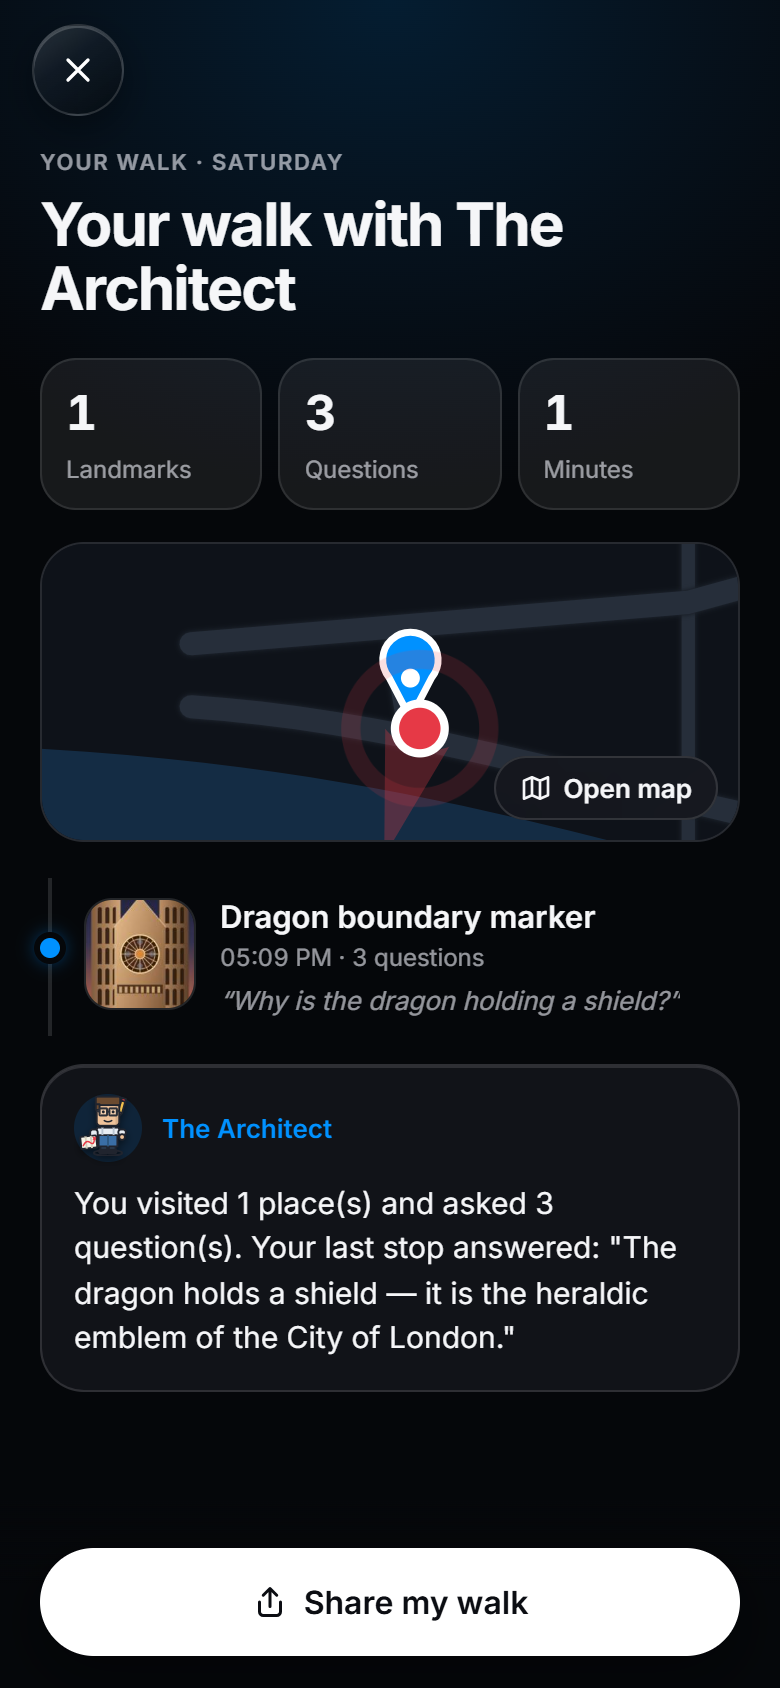 YOUR WALK · SATURDAY
Your walk with The
Architect
1
Landmarks
3
Questions
1
Minutes
Open map
Dragon boundary marker
05:09 PM · 3 questions
“Why is the dragon holding a shield?”
The Architect
You visited 1 place(s) and asked 3
question(s). Your last stop answered: "The
dragon holds a shield — it is the heraldic
emblem of the City of London."
Share my walk